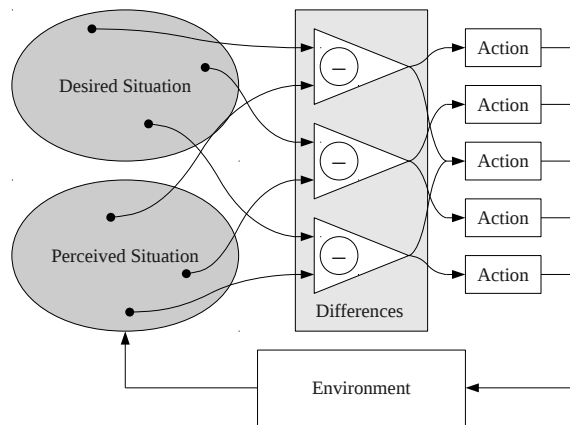 Desired Situation
Perceived Situation
−
−
−
Differences
Action
Action
Action
Action
Action
Environment